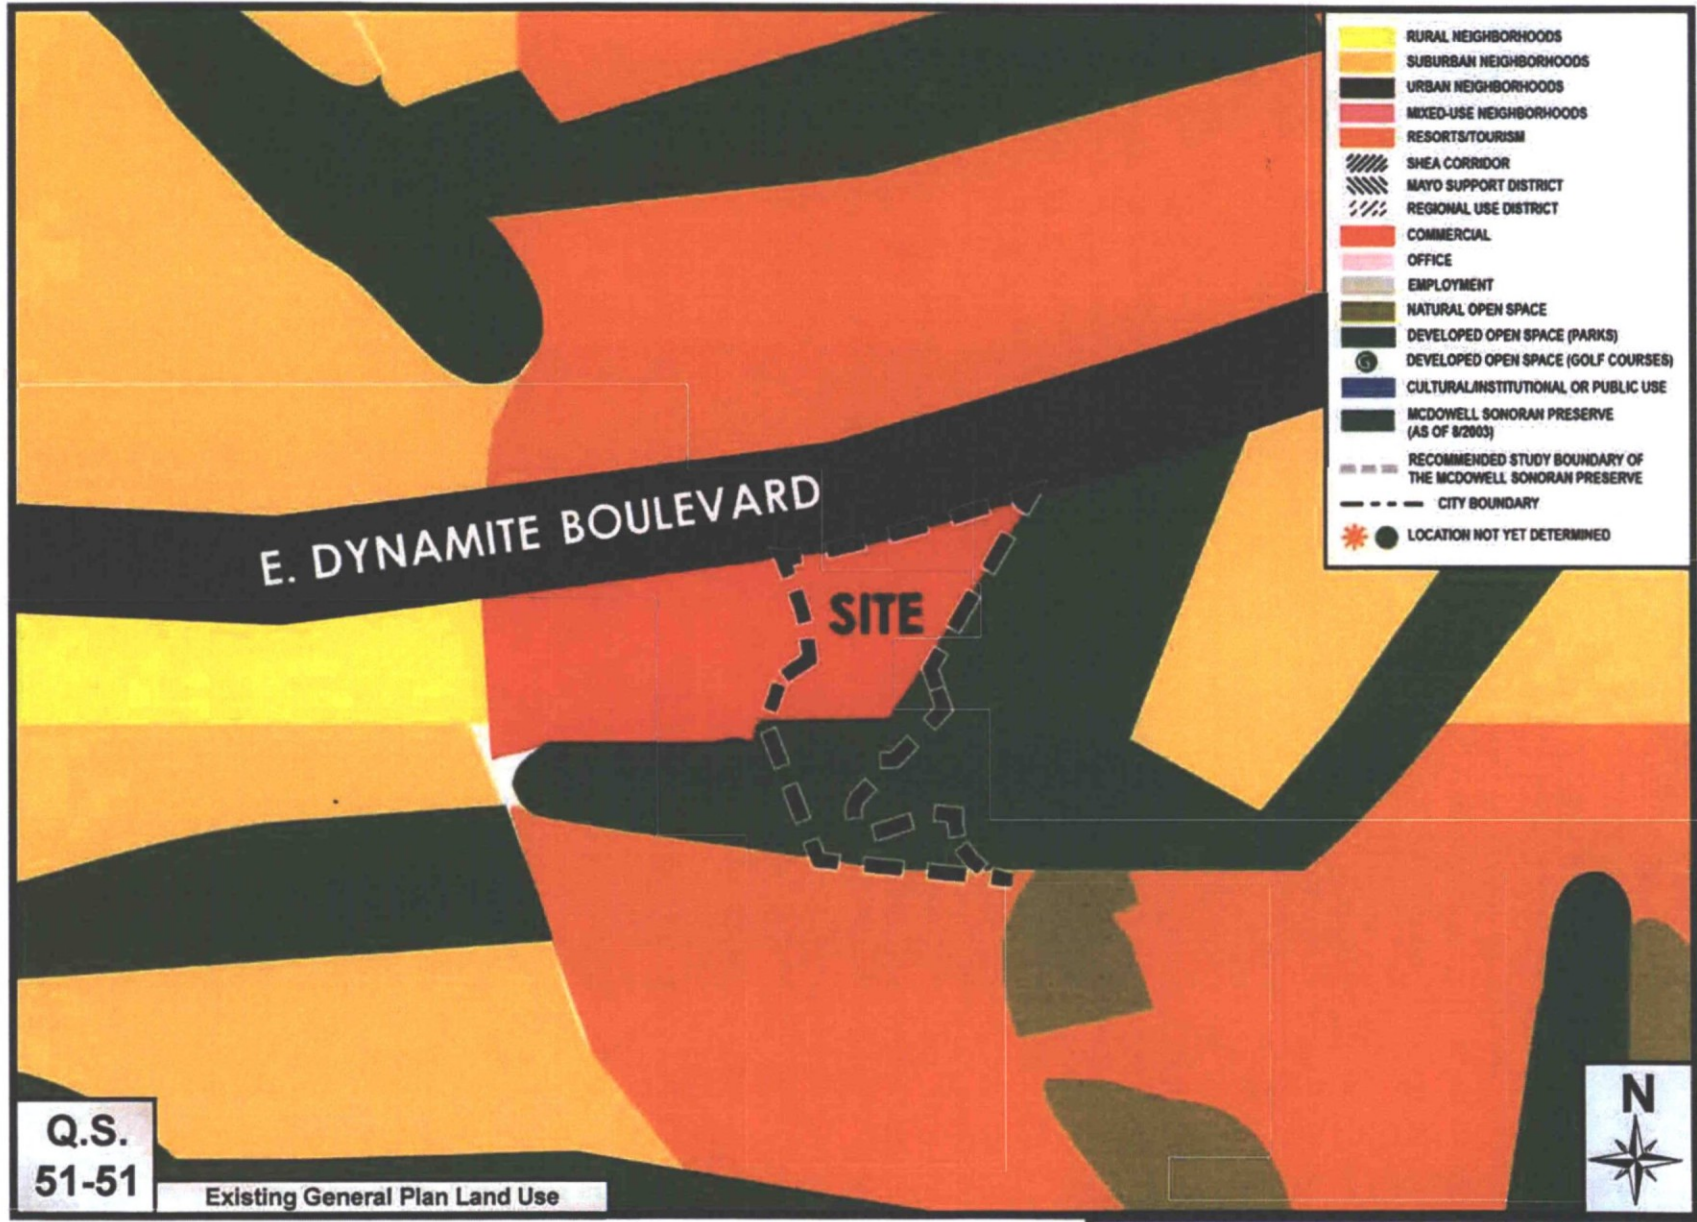 RURAL NEIGHBORHOODS
SUBURBAN NEIGHBORHOODS
URBAN NEIGHBORHOODS
MIXED-USE NEIGHBORHOODS
RESORTS/TOURISM
SHEA CORRIDOR
MAYO SUPPORT DISTRICT
REGIONAL USE DISTRICT
COMMERCIAL
OFFICE
EMPLOYMENT
NATURAL OPEN SPACE
DEVELOPED OPEN SPACE (PARKS)
G DEVELOPED OPEN SPACE (GOLF COURSES)
CULTURAL/INSTITUTIONAL OR PUBLIC USE
MCDOWELL SONORAN PRESERVE
(AS OF 8/2003)
RECOMMENDED STUDY BOUNDARY OF
THE MCDOWELL SONORAN PRESERVE
CITY BOUNDARY
LOCATION NOT YET DETERMINED
E. DYNAMITE BOULEVARD
SITE
Q.S.
51-51
Existing General Plan Land Use
N